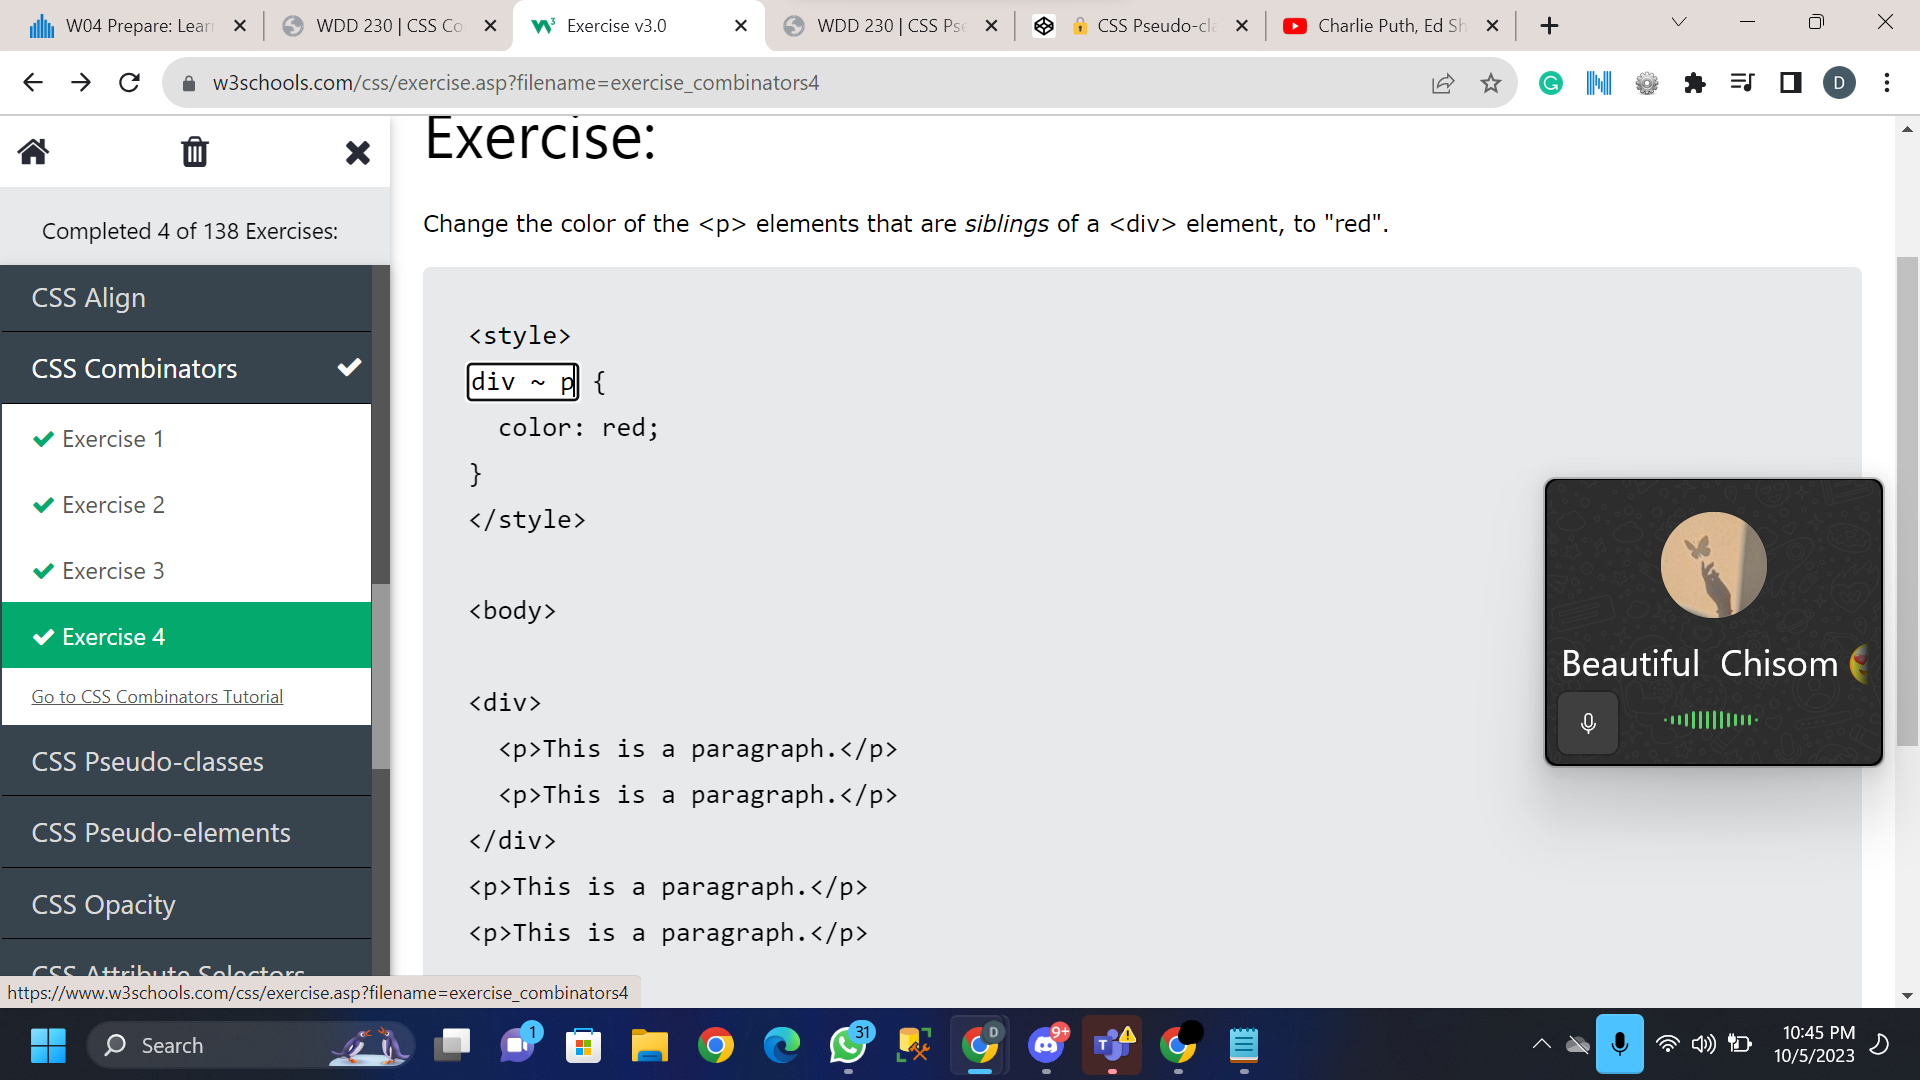 W04 Prepare: Lear
WDD 230 | CSS Co
Exercise v3.0
WDD 230 | CSS Pse
CSS Pseudo-cla
Charlie Puth, Ed Sh
w3schools.com/css/exercise.asp?filename=exercise_combinators4
D
Completed 4 of 138 Exercises:
CSS Align
CSS Combinators
Exercise 1
Exercise 2
Exercise 3
Exercise 4
Go to CSS Combinators Tutorial
CSS Pseudo-classes
CSS Pseudo-elements
CSS Opacity
CSS Attribute Selectors
https://www.w3schools.com/css/exercise.asp?filename=exercise_combinators4
Exercise:
Change the color of the <p> elements that are siblings of a <div> element, to "red".
<style>
div ~ p {
color: red;
}
</style>
<body>
<div>
<p>This is a paragraph.</p>
<p>This is a paragraph.</p>
</div>
<p>This is a paragraph.</p>
<p>This is a paragraph.</p>
Beautiful Chisom
Search
1
31
D
9+
10:45 PM
10/5/2023